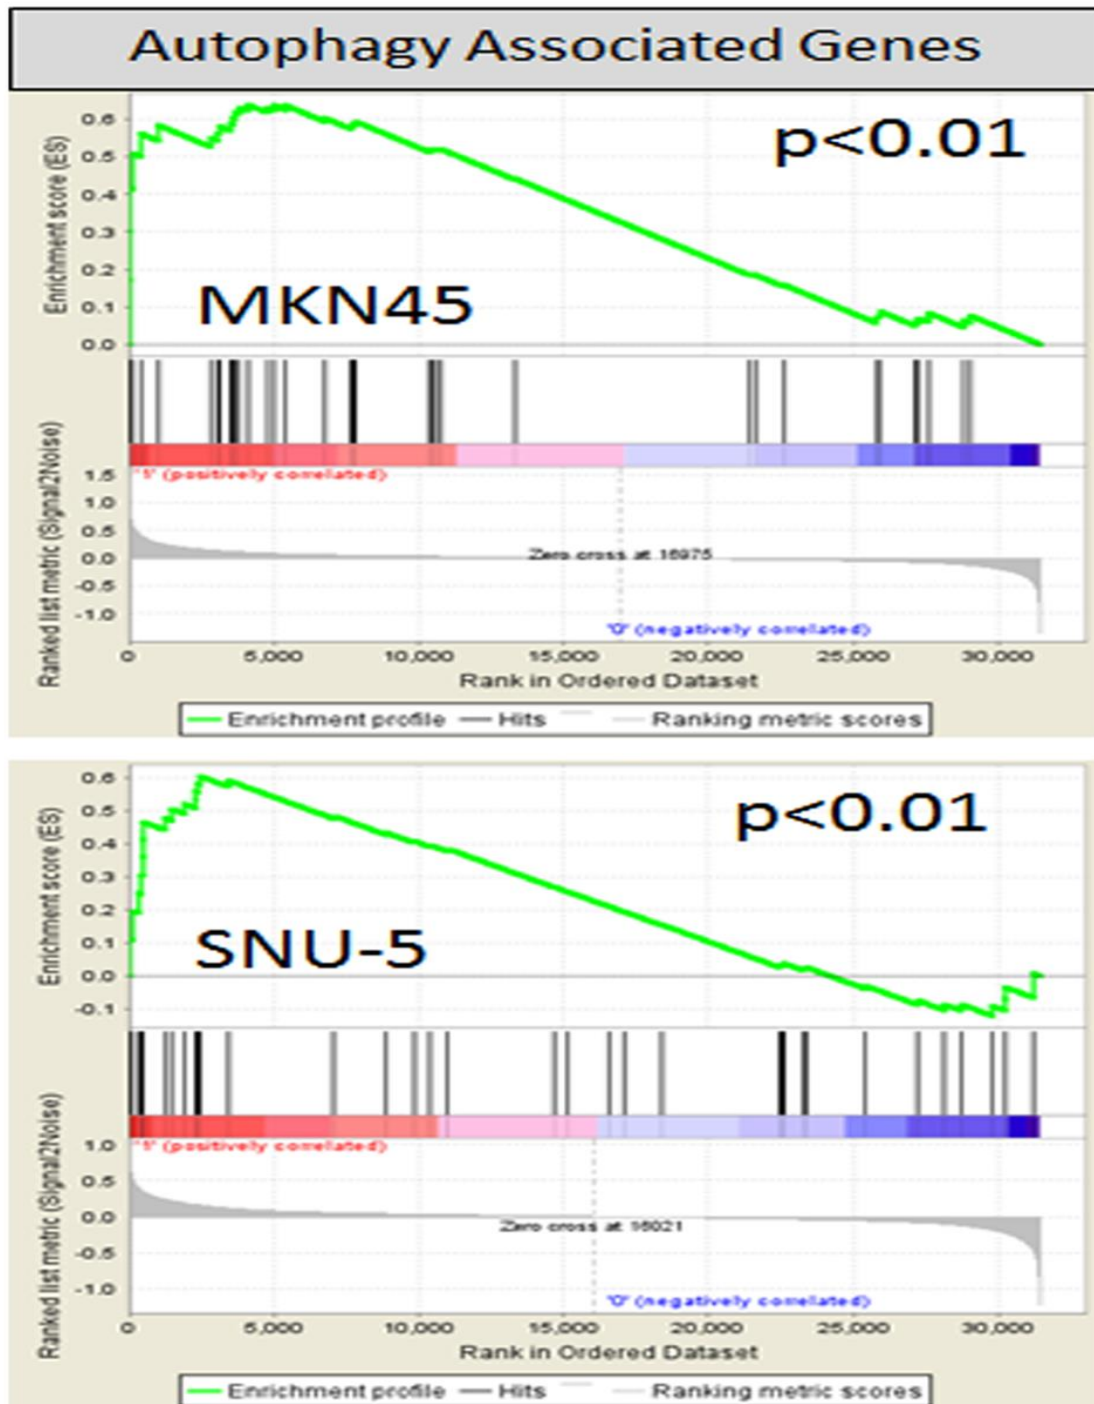 Autophagy Associated Genes
p<0.01
MKN45
Enrichment score (ES)
0.6
0.5
0.4
0.3
0.2
0.1
0.0
'1' (positively correlated)
Ranked list metric (Signal2Noise)
1.5
1.0
0.5
0.0
-0.5
-1.0
Zero cross at 16975
'0' (negatively correlated)
0 5,000 10,000 15,000 20,000 25,000 30,000
Rank in Ordered Dataset
Enrichment profile Hits Ranking metric scores
p<0.01
SNU-5
Enrichment score (ES)
0.6
0.5
0.4
0.3
0.2
0.1
0.0
-0.1
'1' (positively correlated)
Ranked list metric (Signal2Noise)
1.0
0.5
0.0
-0.5
-1.0
Zero cross at 16021
'0' (negatively correlated)
0 5,000 10,000 15,000 20,000 25,000 30,000
Rank in Ordered Dataset
Enrichment profile Hits Ranking metric scores